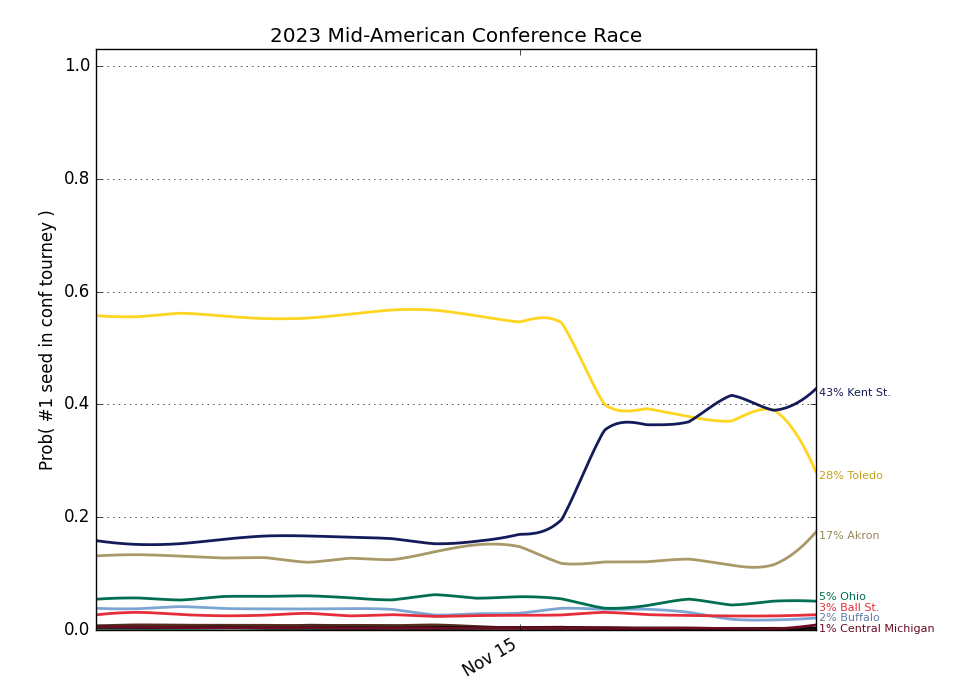 2023 Mid-American Conference Race
Prob( #1 seed in conf tourney )
1.0
0.8
0.6
0.4
0.2
0.0
Nov 15
43% Kent St.
28% Toledo
17% Akron
5% Ohio
3% Ball St.
2% Buffalo
1% Central Michigan